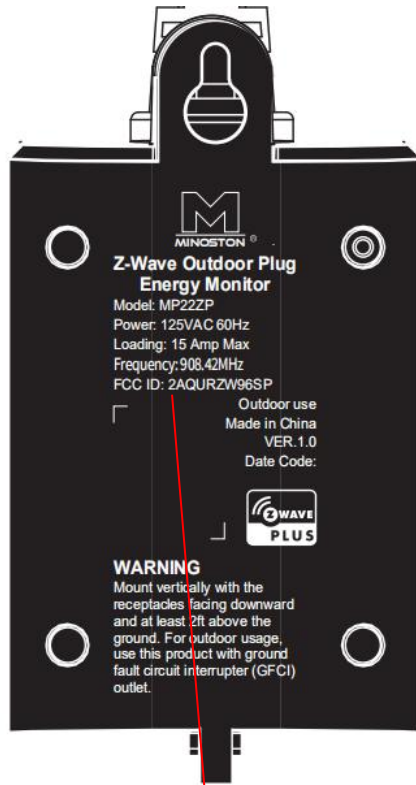 M
MINOSTON ®
Z-Wave Outdoor Plug
Energy Monitor
Model: MP22ZP
Power: 125VAC 60Hz
Loading: 15 Amp Max
Frequency:908.42MHz
FCC ID: 2AQURZW96SP
Outdoor use
Made in China
VER.1.0
Date Code:
Z WAVE
PLUS
WARNING
Mount vertically with the
receptacles facing downward
and at least 2ft above the
ground. For outdoor usage,
use this product with ground
fault circuit interrupter (GFCI)
outlet.